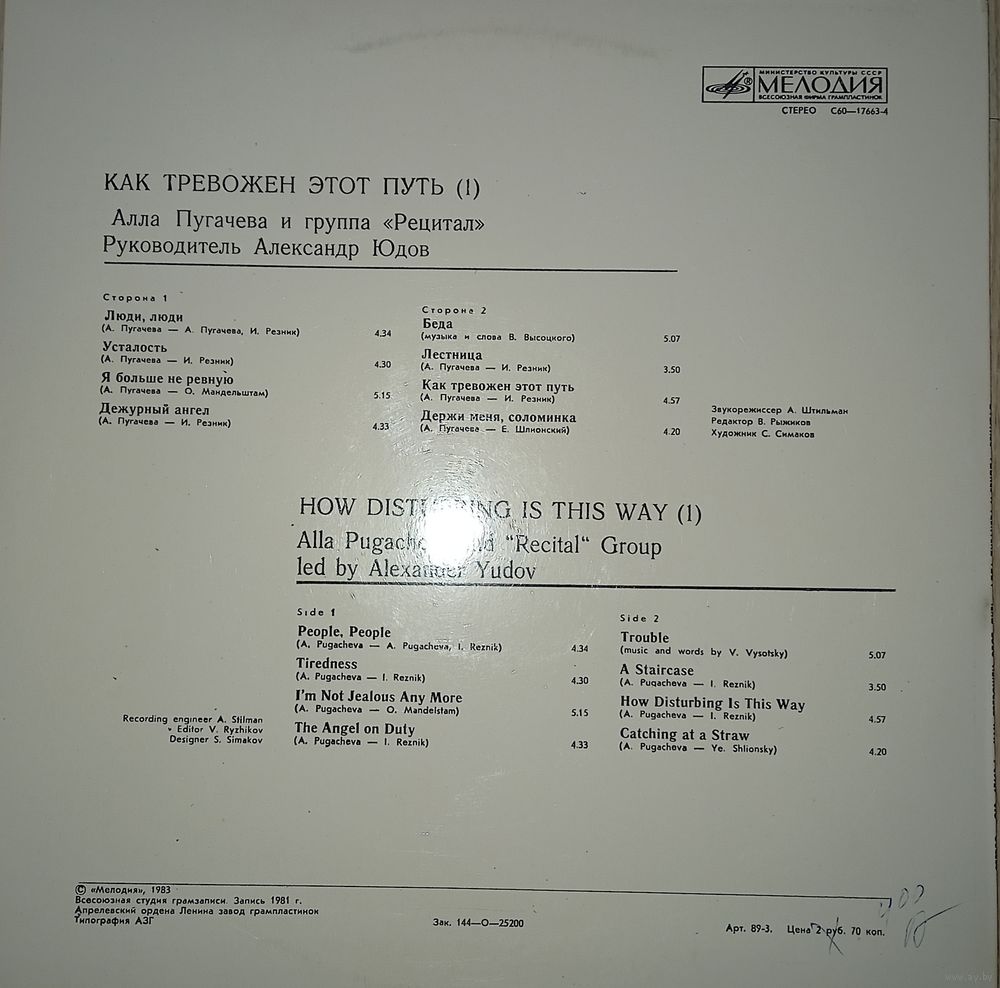 МИНИСТЕРСТВО КУЛЬТУРЫ СССР
МЕЛОДИЯ
ВСЕСОЮЗНАЯ ФИРМА ГРАМПЛАСТИНОК
СТЕРЕО С60—17663-4
КАК ТРЕВОЖЕН ЭТОТ ПУТЬ (1)
Алла Пугачева и группа «Рецитал»
Руководитель Александр Юдов
Сторона 1
Люди, люди
(А. Пугачева — А. Пугачева, И. Резник) 4.34
Усталость
(А. Пугачева — И. Резник) 4.30
Я больше не ревную
(А. Пугачева — О. Мандельштам) 5.15
Дежурный ангел
(А. Пугачева — И. Резник) 4.33
Сторона 2
Беда
(музыка и слова В. Высоцкого) 5.07
Лестница
(А. Пугачева — И. Резник) 3.50
Как тревожен этот путь
(А. Пугачева — И. Резник) 4.57
Держи меня, соломинка
(А. Пугачева — Е. Шлионский) 4.20
Звукорежиссер А. Штильман
Редактор В. Рыжиков
Художник С. Симаков
HOW DISTURBING IS THIS WAY (1)
Alla Pugacheva and “Recital“ Group
led by Alexander Yudov
Side 1
People, People
(A. Pugacheva — A. Pugacheva, I. Reznik) 4.34
Tiredness
(A. Pugacheva — I. Reznik) 4.30
I'm Not Jealous Any More
(A. Pugacheva — O. Mandelstam) 5.15
The Angel on Duty
(A. Pugacheva — I. Reznik) 4.33
Side 2
Trouble
(music and words by V. Vysotsky) 5.07
A Staircase
(A. Pugacheva — I. Reznik) 3.50
How Disturbing Is This Way
(A. Pugacheva — I. Reznik) 4.57
Catching at a Straw
(A. Pugacheva — Ye. Shlionsky) 4.20
Recording engineer A. Stilman
Editor V. Ryzhikov
Designer S. Simakov
© «Мелодия», 1983
Всесоюзная студия грамзаписи. Запись 1981 г.
Апрелевский ордена Ленина завод грампластинок
Типография АЗГ
Зак. 144—О—25200
Арт. 89-3. Цена 2 руб. 70 коп.
www.ay.by